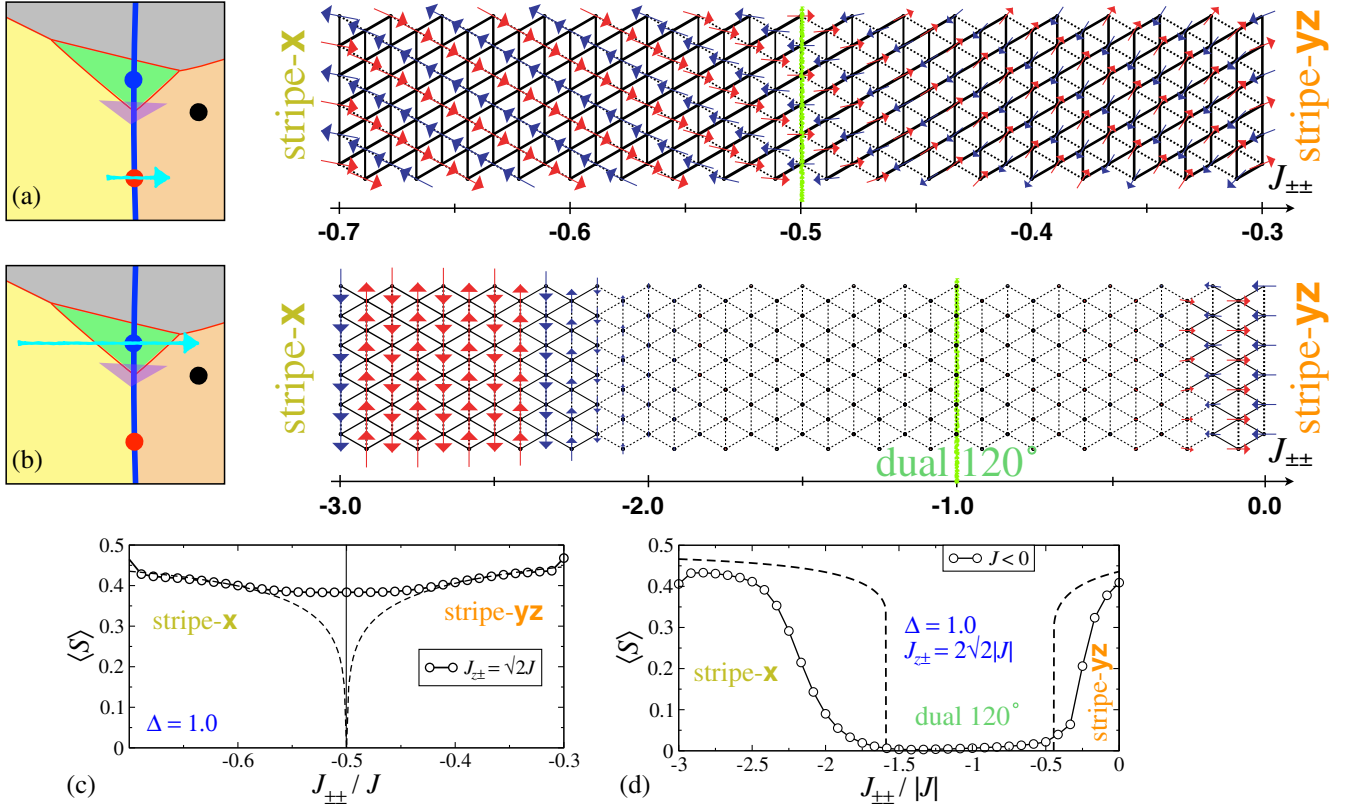 (a)
stripe-x
stripe-yz
J±±
-0.7
-0.6
-0.5
-0.4
-0.3
(b)
stripe-x
dual 120°
stripe-yz
J±±
-3.0
-2.0
-1.0
0.0
(c)
⟨S⟩
0.5
0.4
0.3
0.2
0.1
0
stripe-x
stripe-yz
J_z± = √2J
Δ = 1.0
-0.6
-0.5
-0.4
-0.3
J±± / J
(d)
⟨S⟩
0.5
0.4
0.3
0.2
0.1
0
J < 0
Δ = 1.0
J_z± = 2√2|J|
stripe-x
dual 120°
stripe-yz
-3
-2.5
-2
-1.5
-1
-0.5
0
J±± / |J|